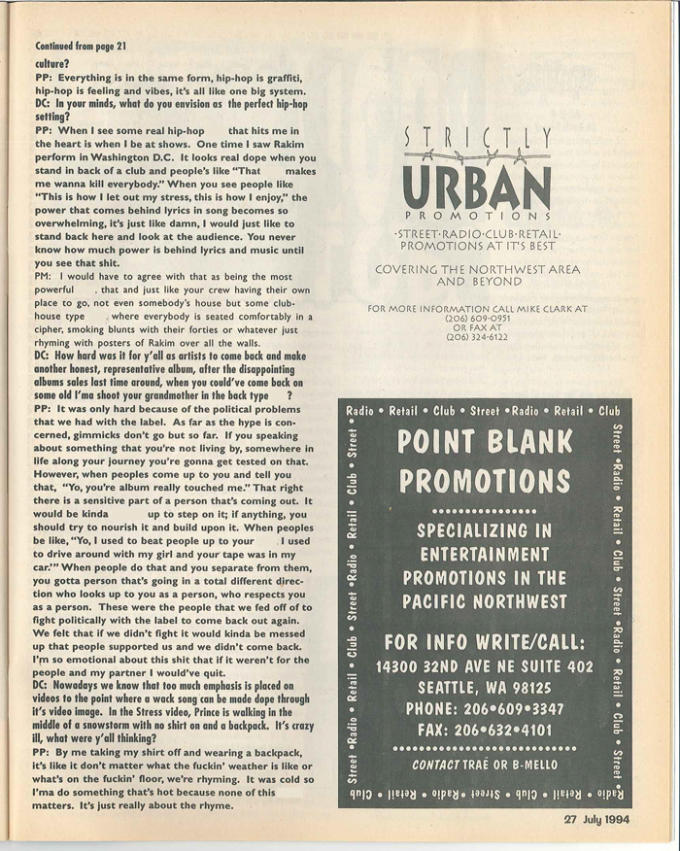 Continued from page 21
culture?
PP: Everything is in the same form, hip-hop is graffiti,
hip-hop is feeling and vibes, it's all like one big system.
DC: In your minds, what do you envision as the perfect hip-hop
setting?
PP: When I see some real hip-hop that hits me in
the heart is when I be at shows. One time I saw Rakim
perform in Washington D.C. It looks real dope when you
stand in back of a club and people's like "That makes
me wanna kill everybody." When you see people like
"This is how I let out my stress, this is how I enjoy," the
power that comes behind lyrics in song becomes so
overwhelming, it's just like damn, I would just like to
stand back here and look at the audience. You never
know how much power is behind lyrics and music until
you see that shit.
PM: I would have to agree with that as being the most
powerful , that and just like your crew having their own
place to go, not even somebody's house but some club-
house type , where everybody is seated comfortably in a
cipher, smoking blunts with their forties or whatever just
rhyming with posters of Rakim over all the walls.
DC: How hard was it for y'all as artists to come back and make
another honest, representative album, after the disappointing
albums sales last time around, when you could've come back on
some old I'ma shoot your grandmother in the back type ?
PP: It was only hard because of the political problems
that we had with the label. As far as the hype is con-
cerned, gimmicks don't go but so far. If you speaking
about something that you're not living by, somewhere in
life along your journey you're gonna get tested on that.
However, when peoples come up to you and tell you
that, "Yo, you're album really touched me." That right
there is a sensitive part of a person that's coming out. It
would be kinda up to step on it; if anything, you
should try to nourish it and build upon it. When peoples
be like, "Yo, I used to beat people up to your . I used
to drive around with my girl and your tape was in my
car.'" When people do that and you separate from them,
you gotta person that's going in a total different direc-
tion who looks up to you as a person, who respects you
as a person. These were the people that we fed off of to
fight politically with the label to come back out again.
We felt that if we didn't fight it would kinda be messed
up that people supported us and we didn't come back.
I'm so emotional about this shit that if it weren't for the
people and my partner I would've quit.
DC: Nowadays we know that too much emphasis is placed on
videos to the point where a wack song can be made dope through
it's video image. In the Stress video, Prince is walking in the
middle of a snowstorm with no shirt on and a backpack. It's crazy
ill, what were y'all thinking?
PP: By me taking my shirt off and wearing a backpack,
it's like it don't matter what the fuckin' weather is like or
what's on the fuckin' floor, we're rhyming. It was cold so
I'ma do something that's hot because none of this
matters. It's just really about the rhyme.
STRICTLY
URBAN
PROMOTIONS
·STREET·RADIO·CLUB·RETAIL·
PROMOTIONS AT IT'S BEST
COVERING THE NORTHWEST AREA
AND BEYOND
FOR MORE INFORMATION CALL MIKE CLARK AT
(206) 609-0951
OR FAX AT
(206) 324-6122
Radio • Retail • Club • Street •Radio • Retail • Club
Street •Radio • Retail • Club • Street •Radio • Retail • Club • Street •
Radio • Retail • Club • Street •Radio • Retail • Club
Street •Radio • Retail • Club • Street •Radio • Retail • Club • Street •
POINT BLANK
PROMOTIONS
SPECIALIZING IN
ENTERTAINMENT
PROMOTIONS IN THE
PACIFIC NORTHWEST
FOR INFO WRITE/CALL:
14300 32ND AVE NE SUITE 402
SEATTLE, WA 98125
PHONE: 206•609•3347
FAX: 206•632•4101
CONTACT TRAE OR B-MELLO
27 July 1994